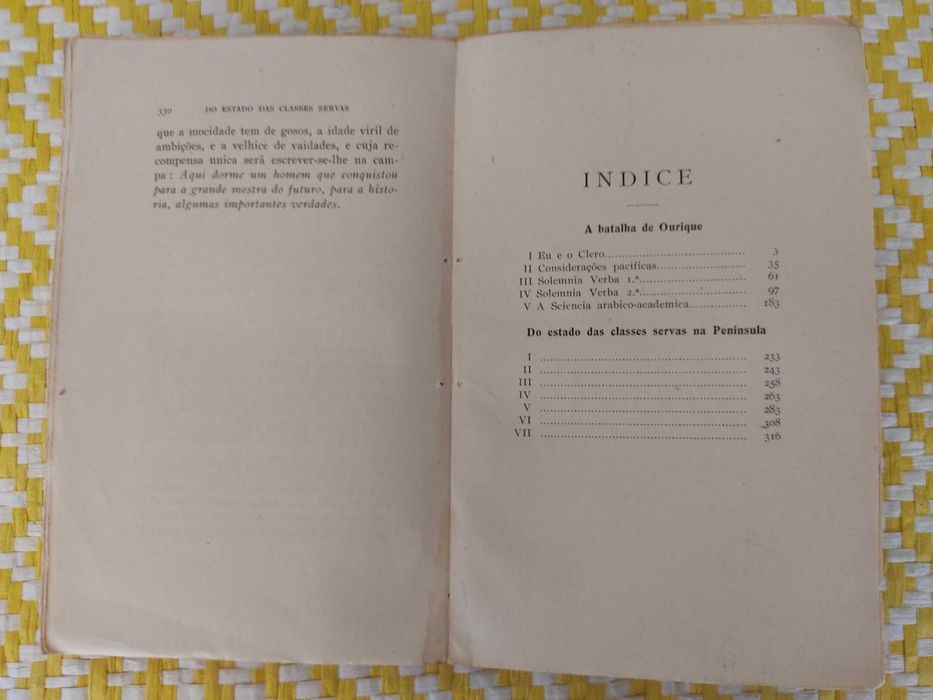 330 DO ESTADO DAS CLASSES SERVAS
que a mocidade tem de gosos, a idade viril de
ambições, e a velhice de vaidades, e cuja re-
compensa unica será escrever-se-lhe na cam-
pa : Aqui dorme um homem que conquistou
para a grande mestra do futuro, para a histo-
ria, algumas importantes verdades.
INDICE
A batalha de Ourique
I Eu e o Clero........................................ 3
II Considerações pacificas......................... 35
III Solemnia Verba 1.ª.............................. 61
IV Solemnia Verba 2.ª.............................. 97
V A Sciencia arabico-academica................ 183
Do estado das classes servas na Peninsula
I ............................................................ 233
II ............................................................ 243
III ............................................................ 258
IV ............................................................ 263
V ............................................................ 283
VI ............................................................ 308
VII ............................................................ 316